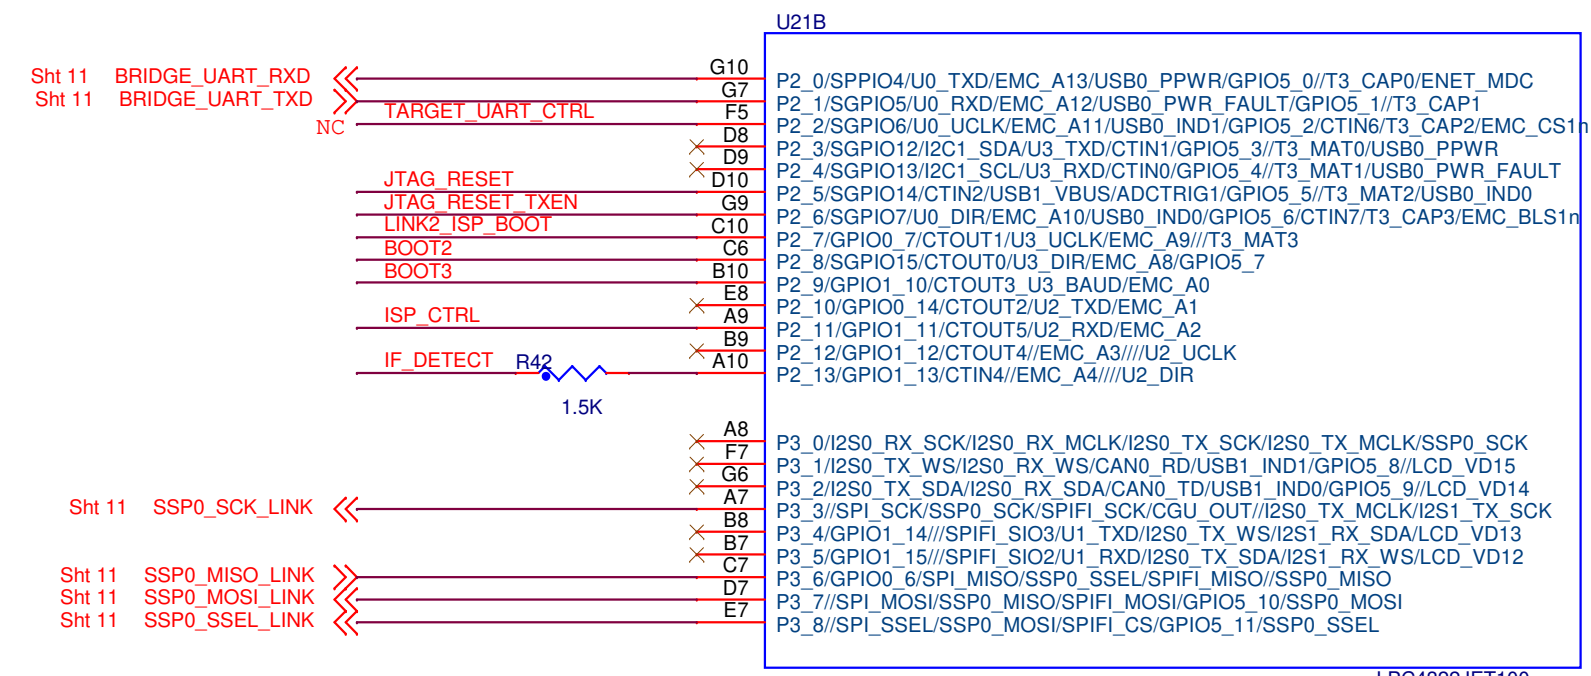 U21B
Sht 11 BRIDGE_UART_RXD G10 P2_0/SPPIO4/U0_TXD/EMC_A13/USB0_PPWR/GPIO5_0//T3_CAP0/ENET_MDC
Sht 11 BRIDGE_UART_TXD G7 P2_1/SGPIO5/U0_RXD/EMC_A12/USB0_PWR_FAULT/GPIO5_1//T3_CAP1
NC TARGET_UART_CTRL F5 P2_2/SGPIO6/U0_UCLK/EMC_A11/USB0_IND1/GPIO5_2/CTIN6/T3_CAP2/EMC_CS1n
D8 P2_3/SGPIO12/I2C1_SDA/U3_TXD/CTIN1/GPIO5_3//T3_MAT0/USB0_PPWR
D9 P2_4/SGPIO13/I2C1_SCL/U3_RXD/CTIN0/GPIO5_4//T3_MAT1/USB0_PWR_FAULT
JTAG_RESET D10 P2_5/SGPIO14/CTIN2/USB1_VBUS/ADCTRIG1/GPIO5_5//T3_MAT2/USB0_IND0
JTAG_RESET_TXEN G9 P2_6/SGPIO7/U0_DIR/EMC_A10/USB0_IND0/GPIO5_6/CTIN7/T3_CAP3/EMC_BLS1n
LINK2_ISP_BOOT C10 P2_7/GPIO0_7/CTOUT1/U3_UCLK/EMC_A9///T3_MAT3
BOOT2 C6 P2_8/SGPIO15/CTOUT0/U3_DIR/EMC_A8/GPIO5_7
BOOT3 B10 P2_9/GPIO1_10/CTOUT3_U3_BAUD/EMC_A0
E8 P2_10/GPIO0_14/CTOUT2/U2_TXD/EMC_A1
ISP_CTRL A9 P2_11/GPIO1_11/CTOUT5/U2_RXD/EMC_A2
B9 P2_12/GPIO1_12/CTOUT4//EMC_A3////U2_UCLK
IF_DETECT R42 A10 P2_13/GPIO1_13/CTIN4//EMC_A4////U2_DIR
1.5K
A8 P3_0/I2S0_RX_SCK/I2S0_RX_MCLK/I2S0_TX_SCK/I2S0_TX_MCLK/SSP0_SCK
F7 P3_1/I2S0_TX_WS/I2S0_RX_WS/CAN0_RD/USB1_IND1/GPIO5_8//LCD_VD15
G6 P3_2/I2S0_TX_SDA/I2S0_RX_SDA/CAN0_TD/USB1_IND0/GPIO5_9//LCD_VD14
Sht 11 SSP0_SCK_LINK A7 P3_3//SPI_SCK/SSP0_SCK/SPIFI_SCK/CGU_OUT//I2S0_TX_MCLK/I2S1_TX_SCK
B8 P3_4/GPIO1_14///SPIFI_SIO3/U1_TXD/I2S0_TX_WS/I2S1_RX_SDA/LCD_VD13
B7 P3_5/GPIO1_15///SPIFI_SIO2/U1_RXD/I2S0_TX_SDA/I2S1_RX_WS/LCD_VD12
Sht 11 SSP0_MISO_LINK C7 P3_6/GPIO0_6/SPI_MISO/SSP0_SSEL/SPIFI_MISO//SSP0_MISO
Sht 11 SSP0_MOSI_LINK D7 P3_7//SPI_MOSI/SSP0_MISO/SPIFI_MOSI/GPIO5_10/SSP0_MOSI
Sht 11 SSP0_SSEL_LINK E7 P3_8//SPI_SSEL/SSP0_MOSI/SPIFI_CS/GPIO5_11/SSP0_SSEL